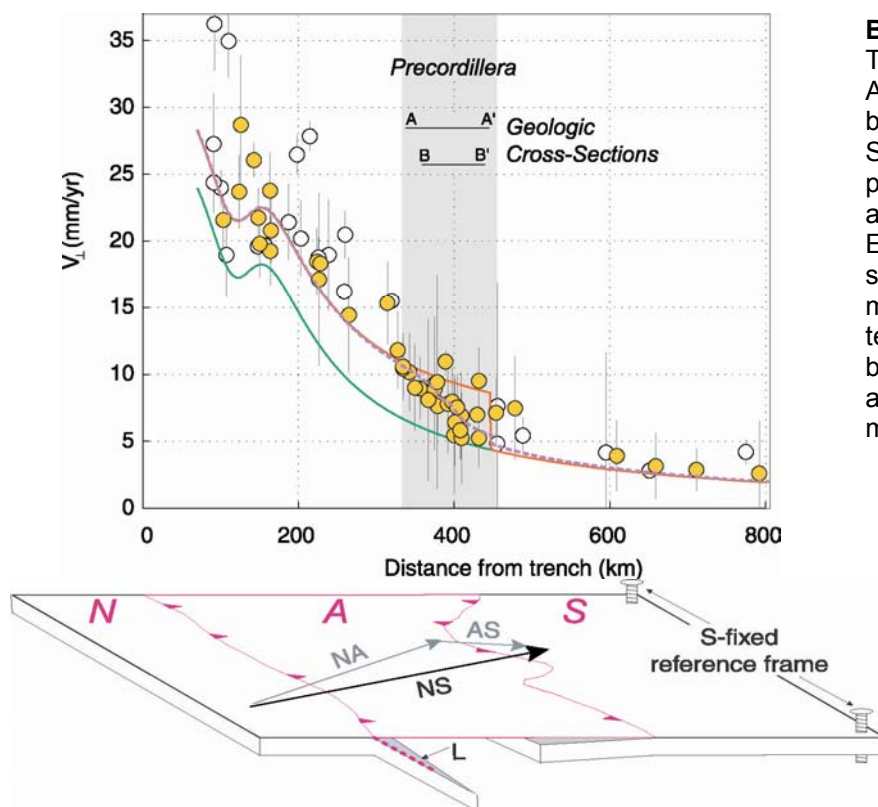 35
30
25
20
15
10
5
0
V⊥ (mm/yr)
Precordillera
A A'
Geologic
B B'
Cross-Sections
0 200 400 600 800
Distance from trench (km)
B
T
A
b
S
p
a
E
s
m
te
b
a
m
N A S
NA AS
NS
S-fixed
reference frame
L